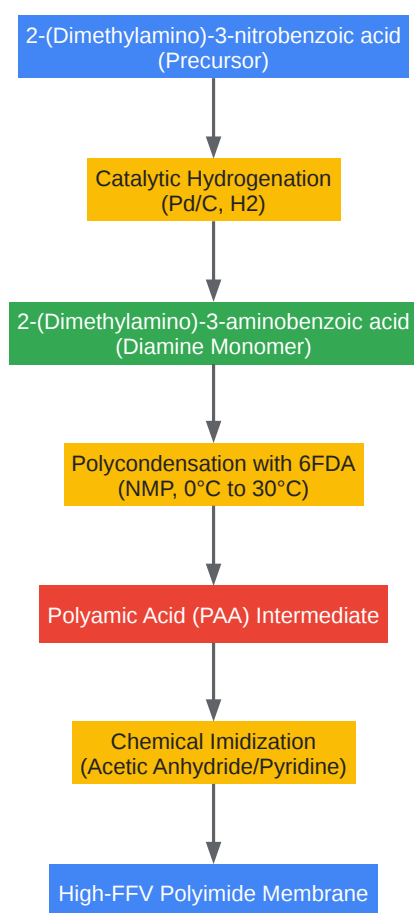 2-(Dimethylamino)-3-nitrobenzoic acid
(Precursor)
Catalytic Hydrogenation
(Pd/C, H2)
2-(Dimethylamino)-3-aminobenzoic acid
(Diamine Monomer)
Polycondensation with 6FDA
(NMP, 0°C to 30°C)
Polyamic Acid (PAA) Intermediate
Chemical Imidization
(Acetic Anhydride/Pyridine)
High-FFV Polyimide Membrane